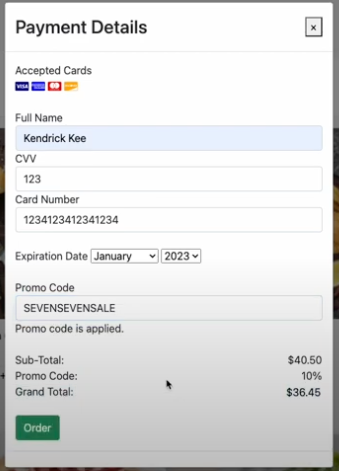 Payment Details
×
Accepted Cards
VISA
Full Name
Kendrick Kee
CVV
123
Card Number
1234123412341234
Expiration Date January 2023
Promo Code
SEVENSEVENSALE
Promo code is applied.
Sub-Total: $40.50
Promo Code: 10%
Grand Total: $36.45
Order